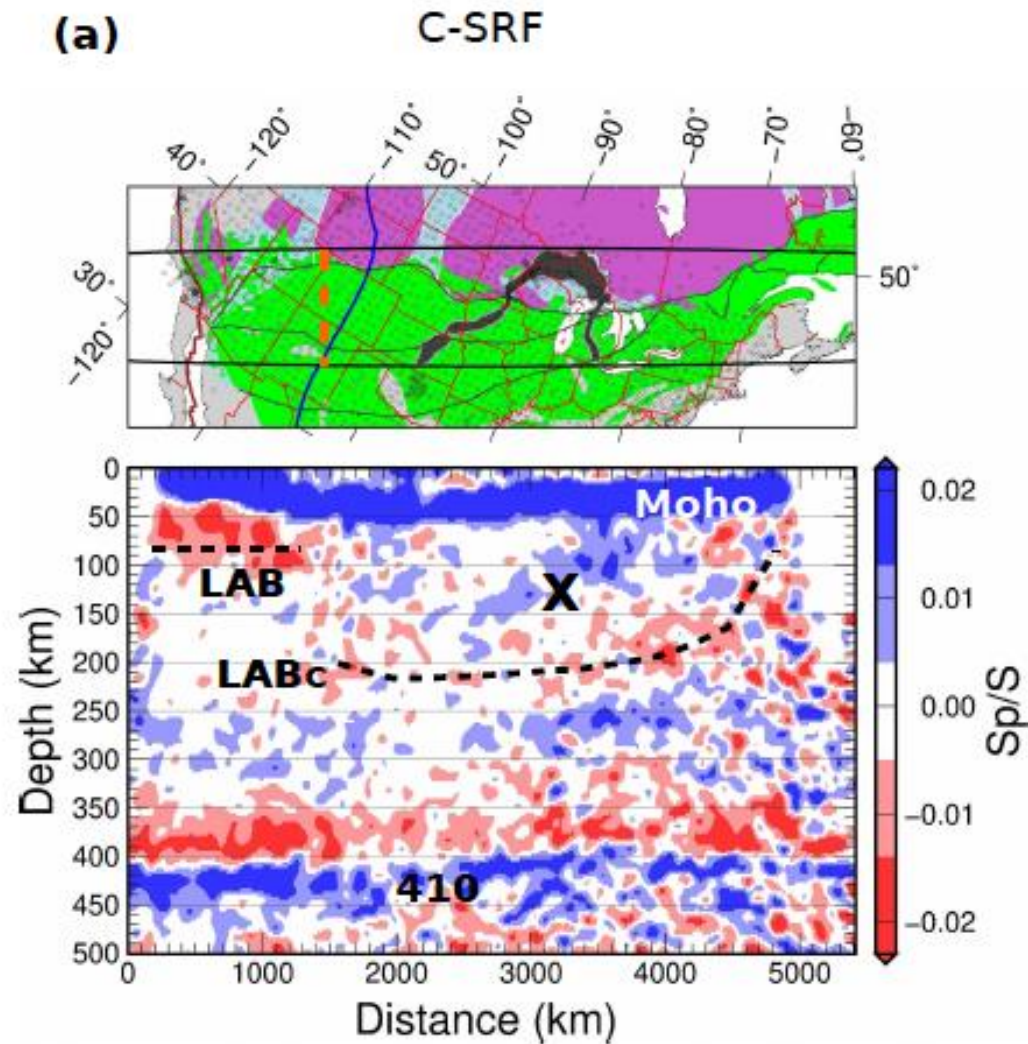 (a) C-SRF
40° -120° -110° 50° -100° -90° -80° -70° -60°
30° 50°
-120°
0
50 Moho 0.02
100
LAB X 0.01
150
200
LABc 0.00
250
300
350 -0.01
400
410
450 -0.02
500
0 1000 2000 3000 4000 5000
Distance (km)
Depth (km)
Sp/S